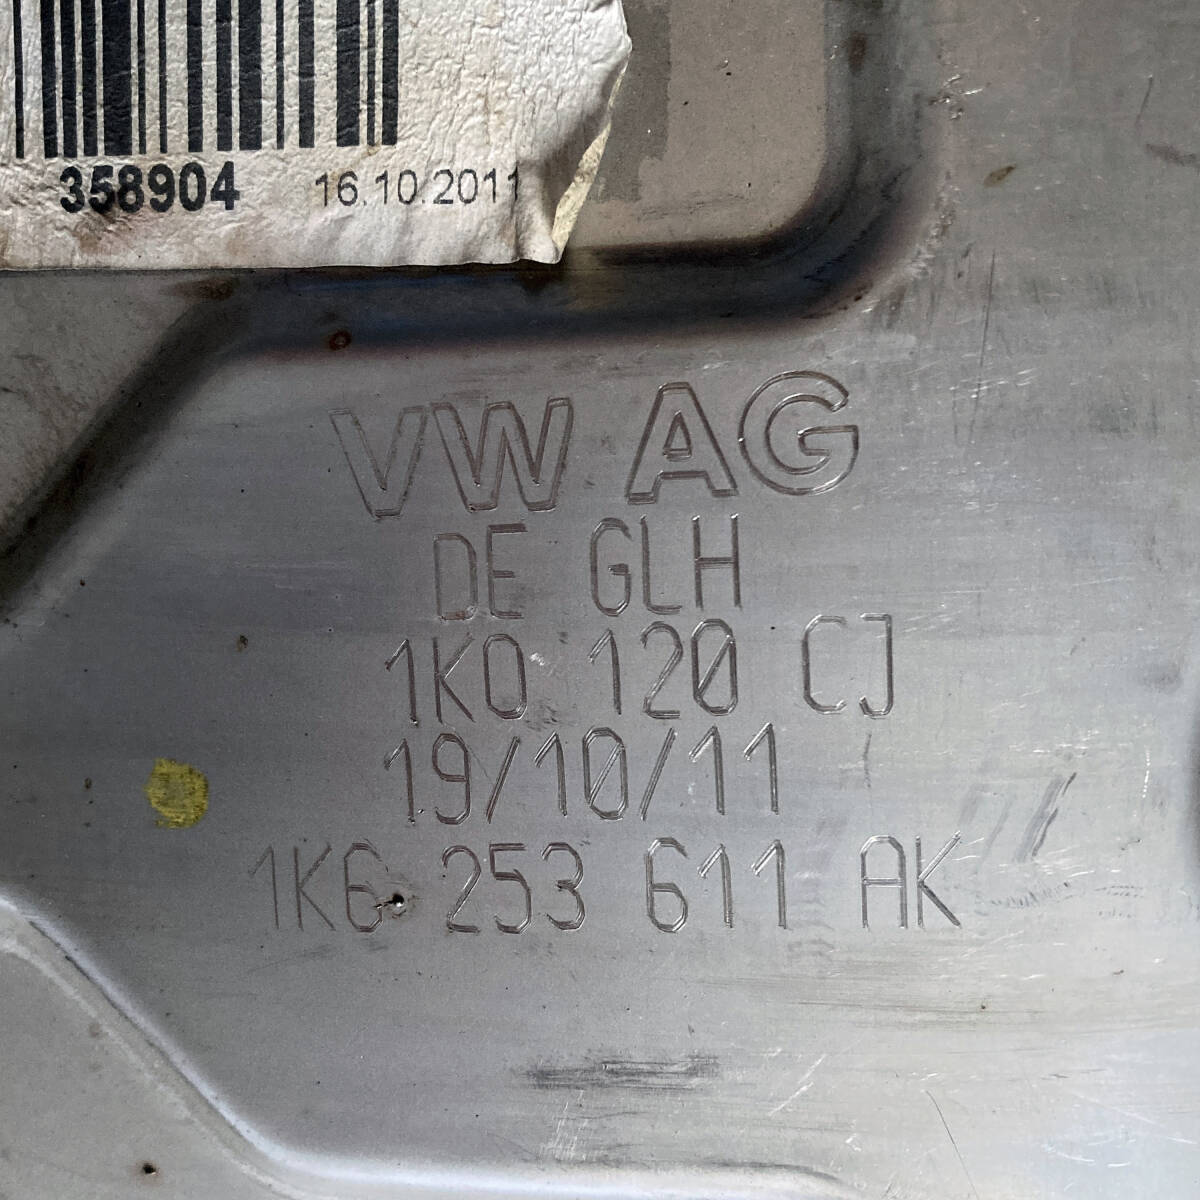 358904 16.10.2011
VW AG
DE GLH
1K0 120 CJ
19/10/11
1K6 253 611 AK